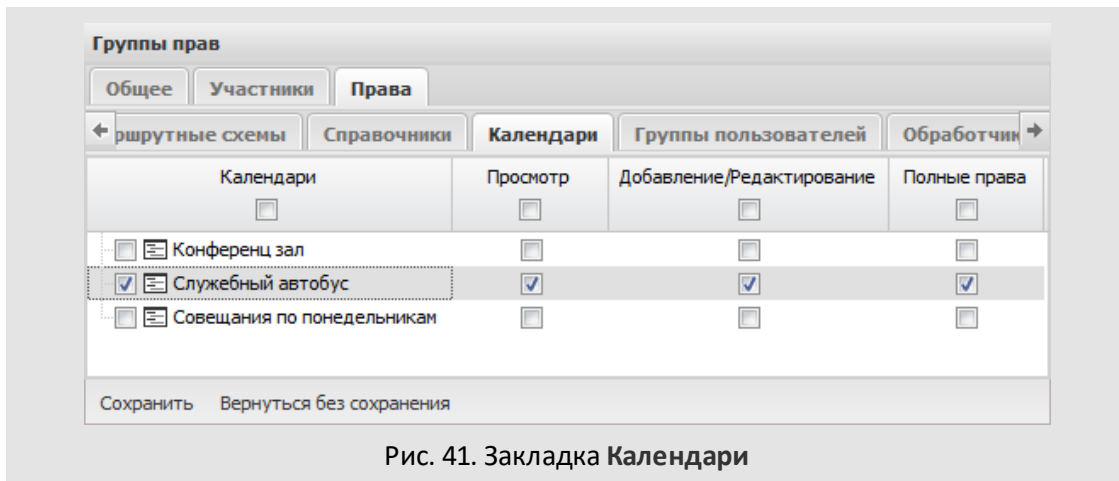 Группы прав
Общее Участники Права
ршрутные схемы Справочники Календари Группы пользователей Обработчик
Календари Просмотр Добавление/Редактирование Полные права
Конференц зал
Служебный автобус
Совещания по понедельникам
Сохранить Вернуться без сохранения
Рис. 41. Закладка Календари